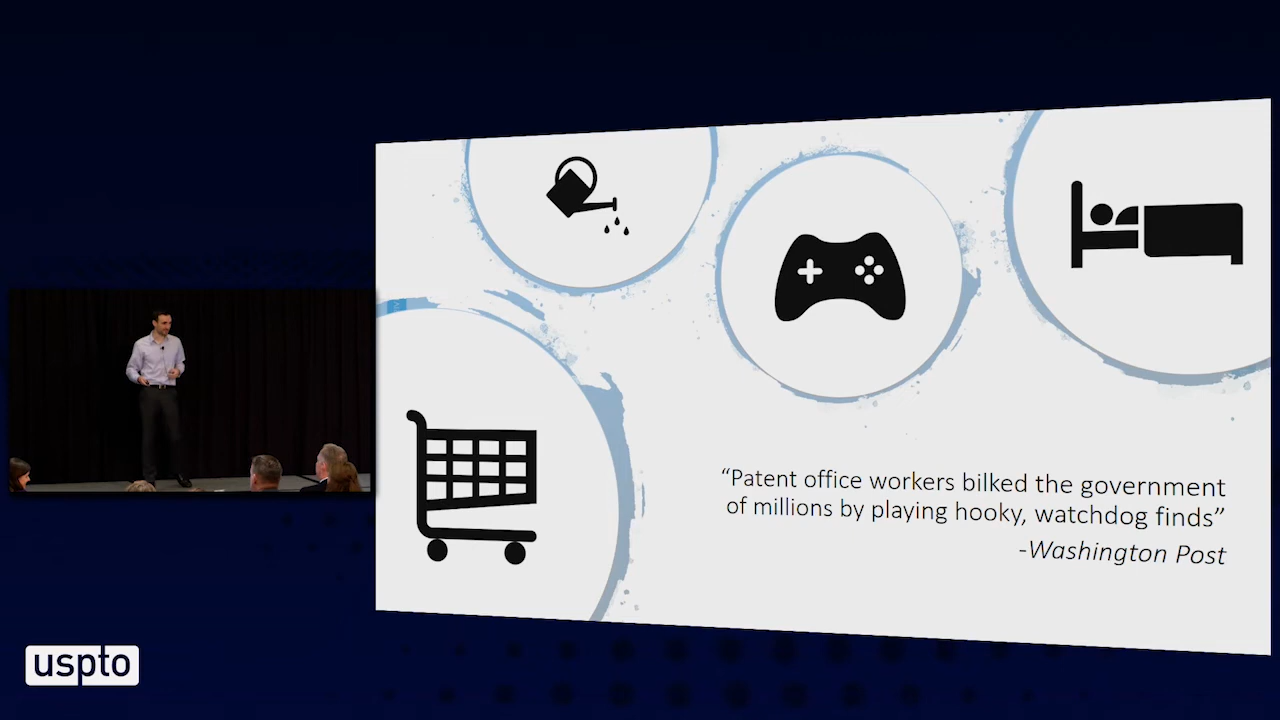 “Patent office workers bilked the government
of millions by playing hooky, watchdog finds”
-Washington Post
uspto